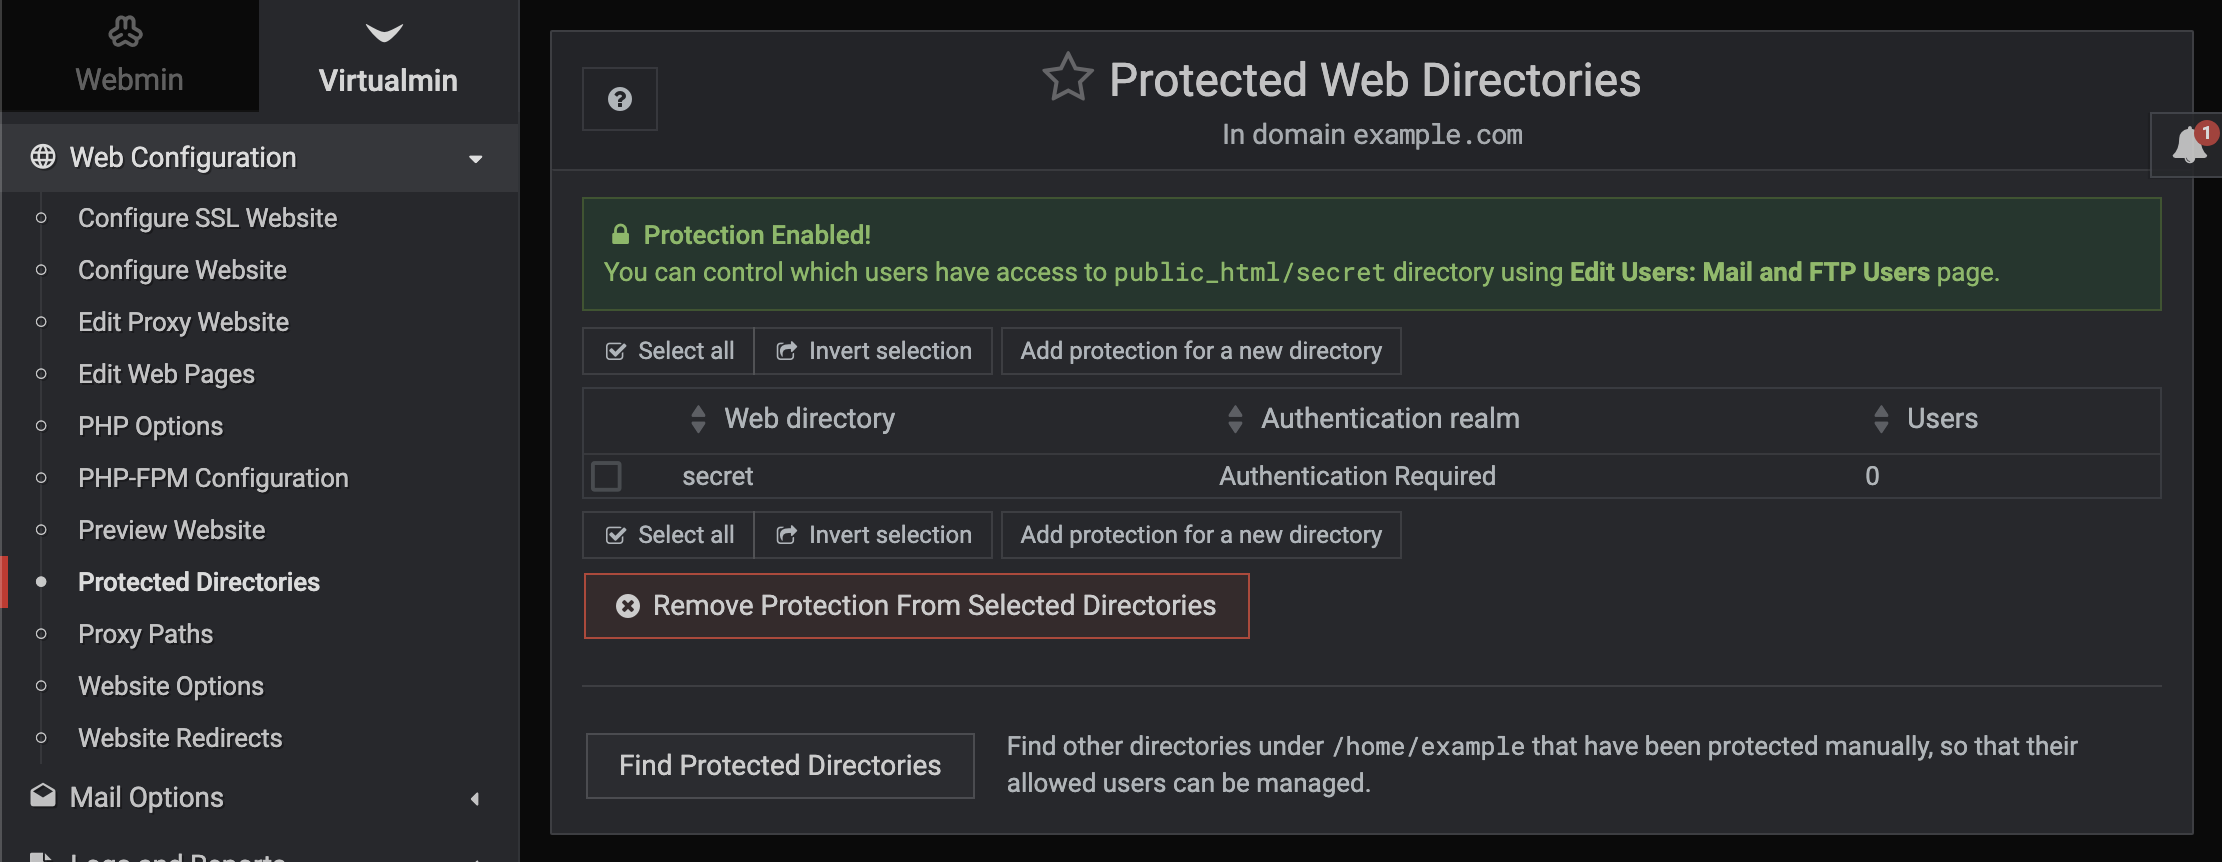 Webmin
Virtualmin
Web Configuration
Configure SSL Website
Configure Website
Edit Proxy Website
Edit Web Pages
PHP Options
PHP-FPM Configuration
Preview Website
Protected Directories
Proxy Paths
Website Options
Website Redirects
Mail Options
Logs and Reports
Protected Web Directories
In domain example.com
1
Protection Enabled!
You can control which users have access to public_html/secret directory using Edit Users: Mail and FTP Users page.
Select all Invert selection Add protection for a new directory
Web directory Authentication realm Users
secret Authentication Required 0
Select all Invert selection Add protection for a new directory
Remove Protection From Selected Directories
Find Protected Directories
Find other directories under /home/example that have been protected manually, so that their
allowed users can be managed.